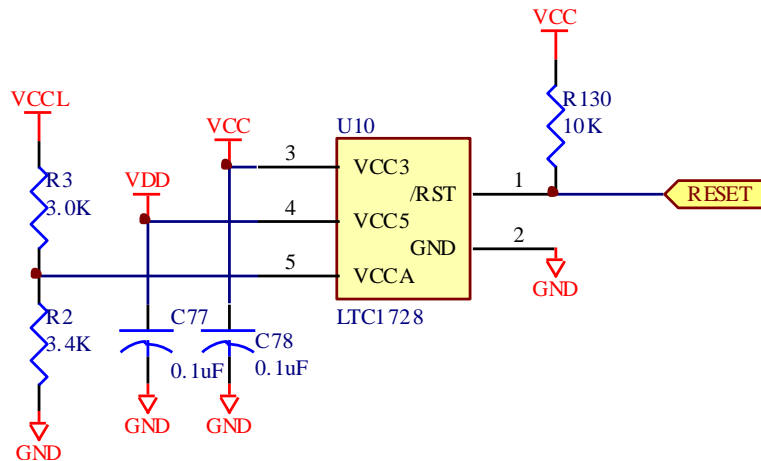 VCC
VCCL
VCC
U10
R130
10K
3
VCC3
R3
3.0K
VDD
/RST
1
RESET
4
VCC5
GND
2
5
VCCA
GND
R2
3.4K
C77
0.1uF
LTC1728
C78
0.1uF
GND
GND
GND